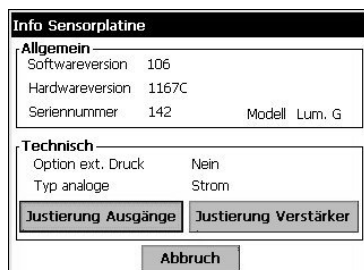 Info Sensorplatine
Allgemein
Softwareversion 106
Hardwareversion 1167C
Seriennummer 142 Modell Lum. G
Technisch
Option ext. Druck Nein
Typ analoge Strom
Justierung Ausgänge Justierung Verstärker
Abbruch